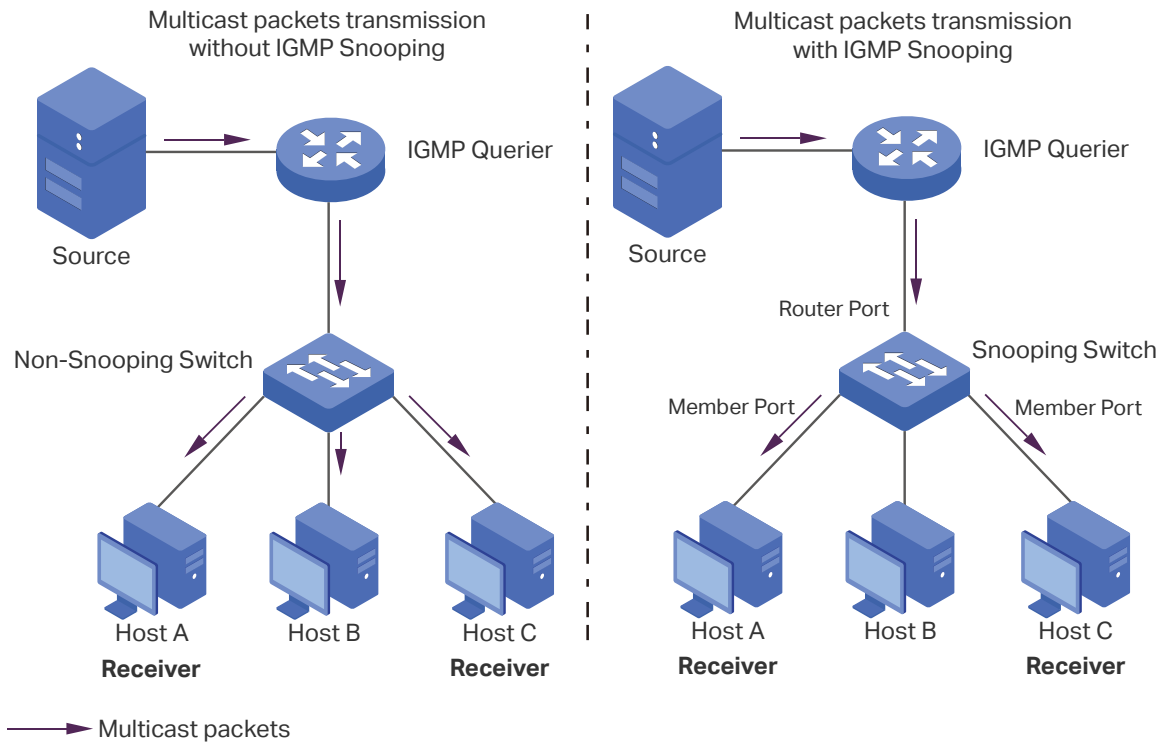 Multicast packets transmission
without IGMP Snooping
IGMP Querier
Source
Non-Snooping Switch
Host A
Receiver
Host B
Host C
Receiver
Multicast packets transmission
with IGMP Snooping
IGMP Querier
Source
Router Port
Snooping Switch
Member Port
Member Port
Host A
Receiver
Host B
Host C
Receiver
Multicast packets